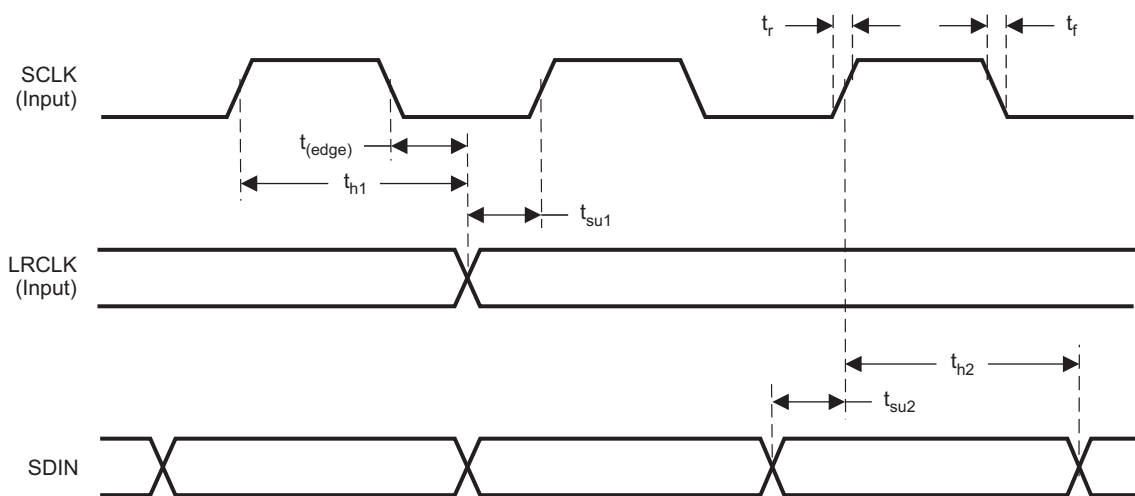 t_r
t_f
SCLK
(Input)
t_(edge)
t_h1
t_su1
LRCLK
(Input)
t_h2
t_su2
SDIN